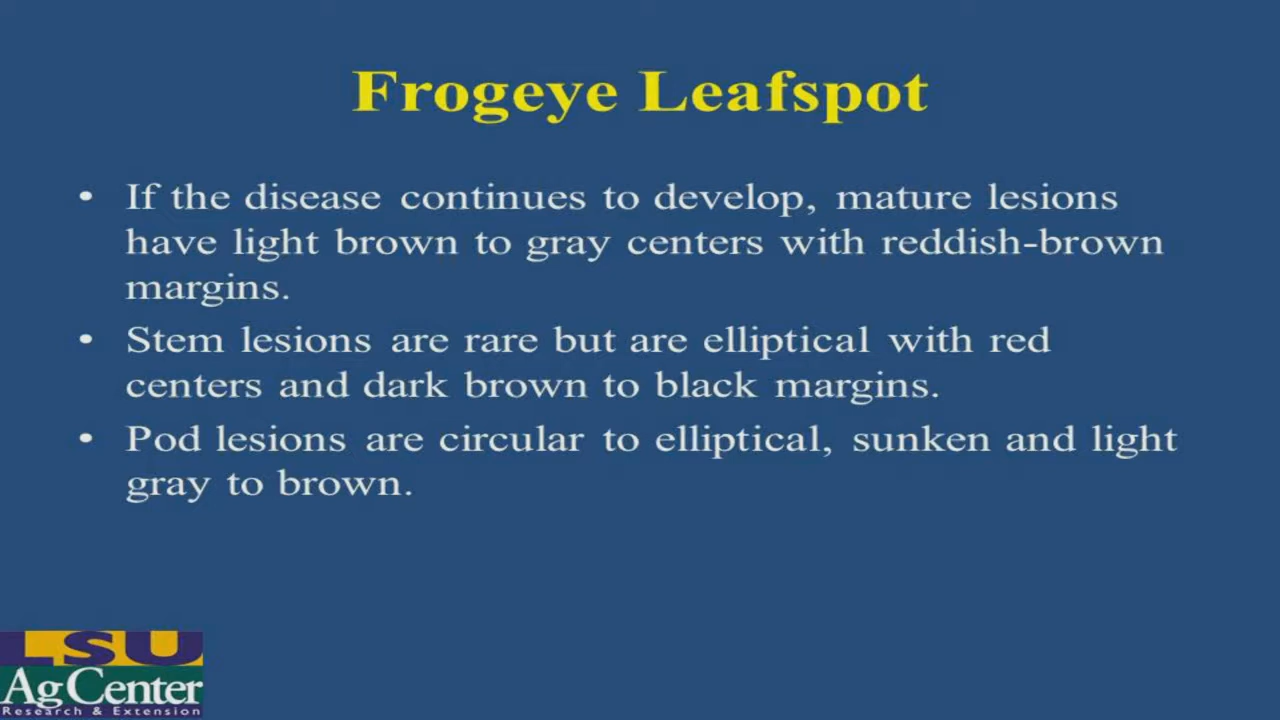 Frogeye Leafspot
• If the disease continues to develop, mature lesions
have light brown to gray centers with reddish-brown
margins.
• Stem lesions are rare but are elliptical with red
centers and dark brown to black margins.
• Pod lesions are circular to elliptical, sunken and light
gray to brown.
LSU
AgCenter
Research & Extension